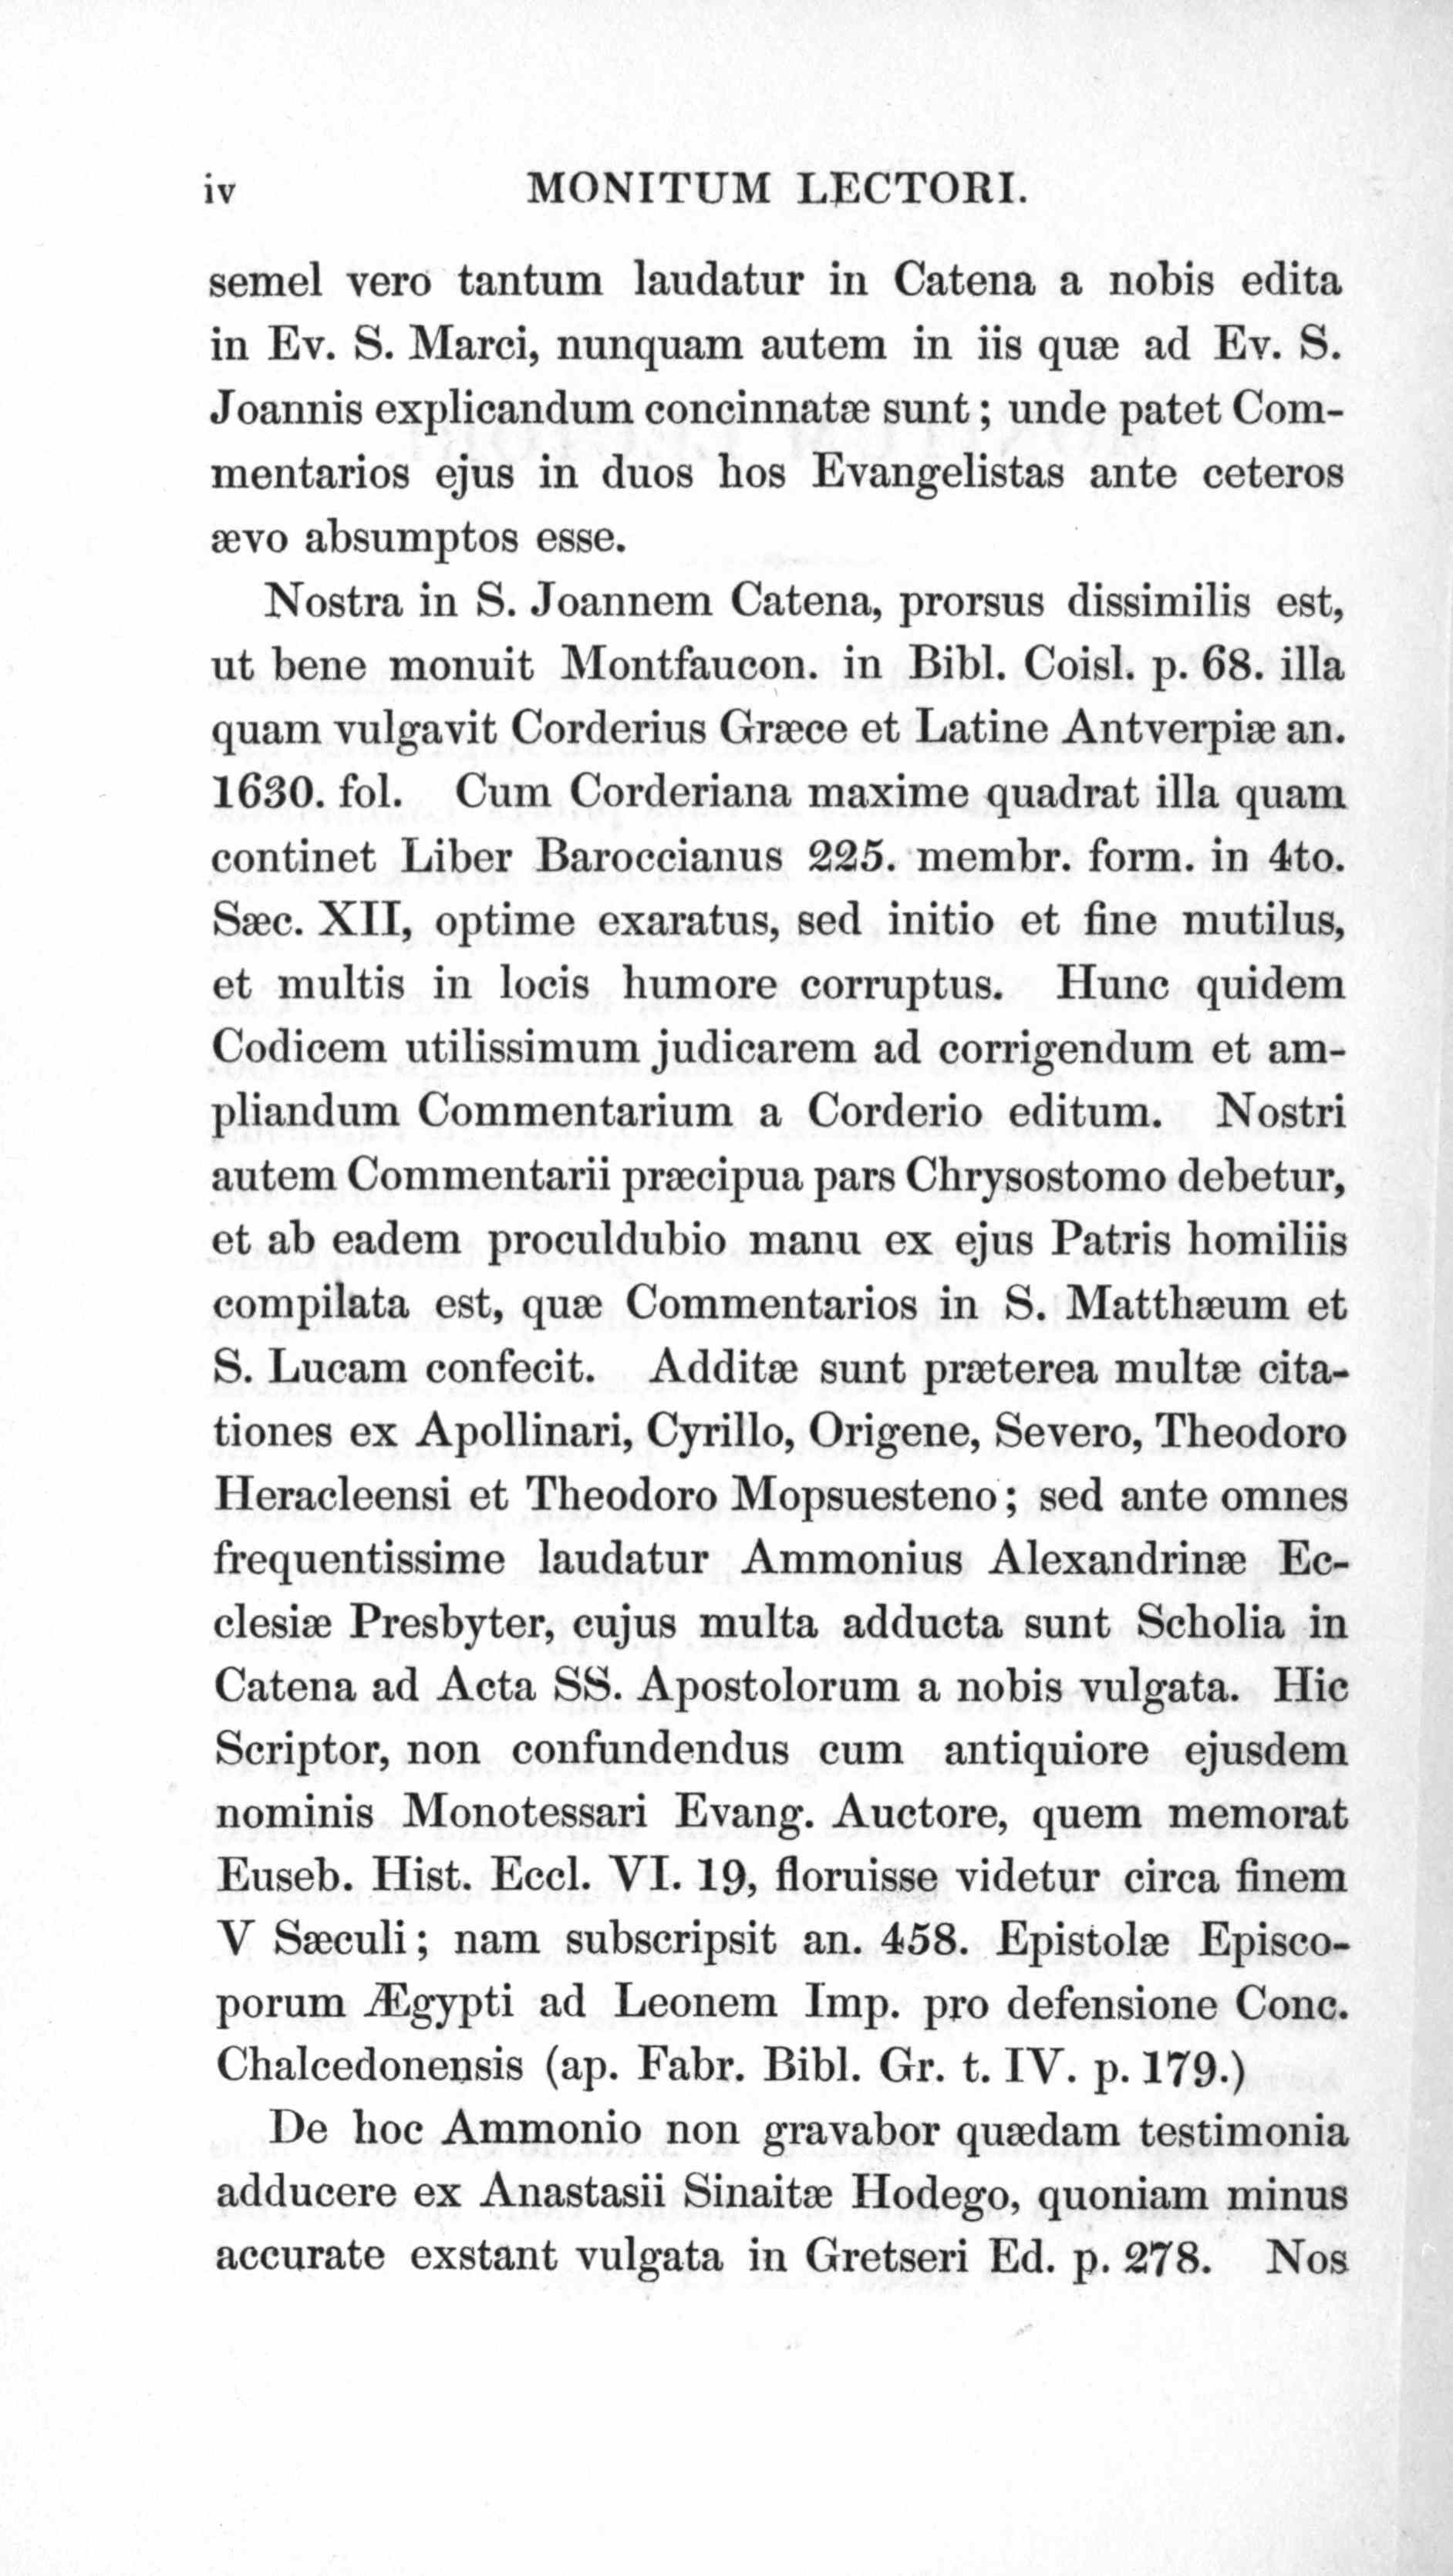 iv MONITUM LECTORI.
semel vero tantum laudatur in Catena a nobis edita
in Ev. S. Marci, nunquam autem in iis quæ ad Ev. S.
Joannis explicandum concinnatæ sunt; unde patet Com-
mentarios ejus in duos hos Evangelistas ante ceteros
ævo absumptos esse.
Nostra in S. Joannem Catena, prorsus dissimilis est,
ut bene monuit Montfaucon. in Bibl. Coisl. p. 68. illa
quam vulgavit Corderius Græce et Latine Antverpiæ an.
1630. fol. Cum Corderiana maxime quadrat illa quam
continet Liber Baroccianus 225. membr. form. in 4to.
Sæc. XII, optime exaratus, sed initio et fine mutilus,
et multis in locis humore corruptus. Hunc quidem
Codicem utilissimum judicarem ad corrigendum et am-
pliandum Commentarium a Corderio editum. Nostri
autem Commentarii præcipua pars Chrysostomo debetur,
et ab eadem proculdubio manu ex ejus Patris homiliis
compilata est, quæ Commentarios in S. Matthæum et
S. Lucam confecit. Additæ sunt præterea multæ cita-
tiones ex Apollinari, Cyrillo, Origene, Severo, Theodoro
Heracleensi et Theodoro Mopsuesteno; sed ante omnes
frequentissime laudatur Ammonius Alexandrinæ Ec-
clesiæ Presbyter, cujus multa adducta sunt Scholia in
Catena ad Acta SS. Apostolorum a nobis vulgata. Hic
Scriptor, non confundendus cum antiquiore ejusdem
nominis Monotessari Evang. Auctore, quem memorat
Euseb. Hist. Eccl. VI. 19, floruisse videtur circa finem
V Sæculi; nam subscripsit an. 458. Epistolæ Episco-
porum Ægypti ad Leonem Imp. pro defensione Conc.
Chalcedonensis (ap. Fabr. Bibl. Gr. t. IV. p. 179.)
De hoc Ammonio non gravabor quædam testimonia
adducere ex Anastasii Sinaitæ Hodego, quoniam minus
accurate exstant vulgata in Gretseri Ed. p. 278. Nos